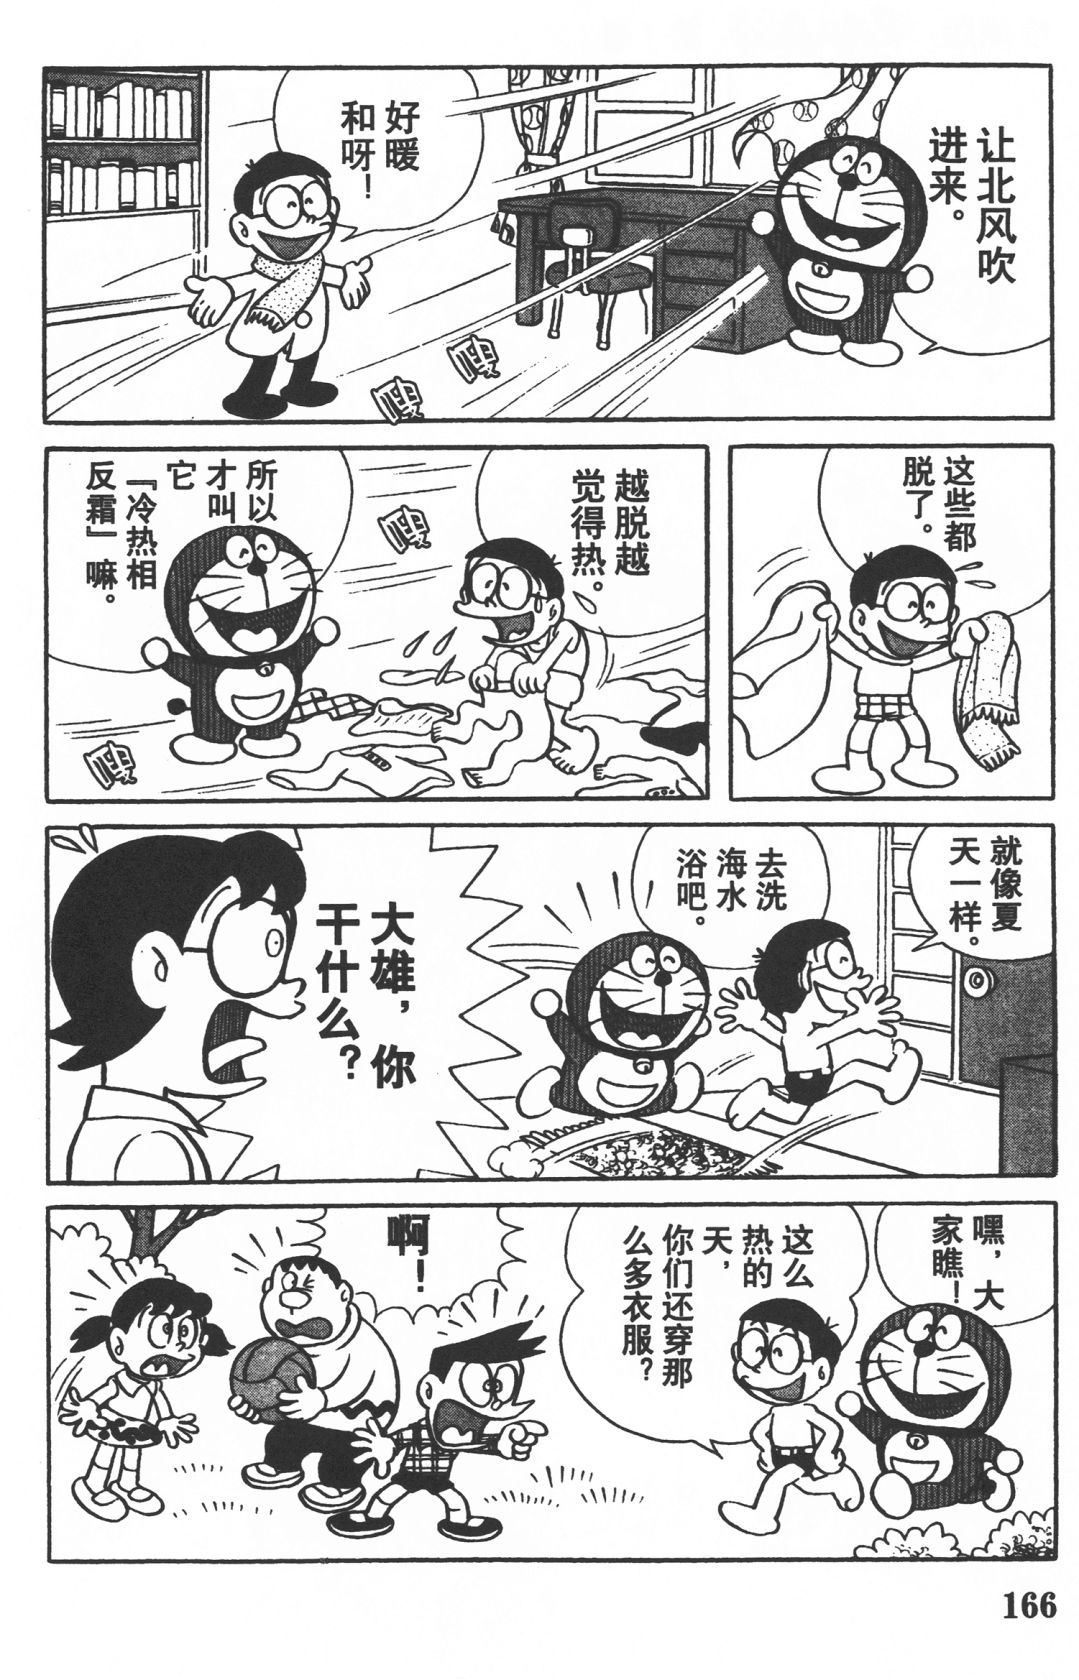 让北风吹
进来。
好暖
和呀!
嗖
嗖
这些都
脱了。
越脱越
觉得热。
所以
才叫
它
『冷热相
反霜』嘛。
嗖
嗖
就像夏
天一样。
去洗
海水
浴吧。
大雄，你
干什么？
嘿，大
家瞧！
这么
热的
天，
你们还穿那
么多衣服？
啊！
166